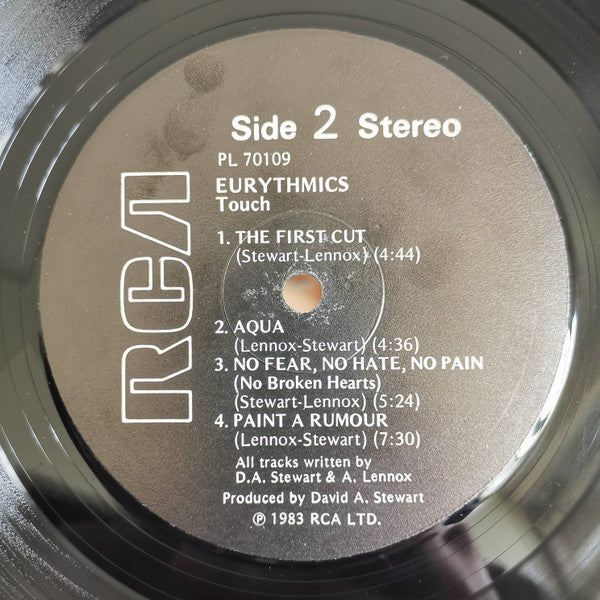 Side 2 Stereo
PL 70109
EURYTHMICS
Touch
1. THE FIRST CUT
(Stewart-Lennox) (4:44)
2. AQUA
(Lennox-Stewart) (4:36)
3. NO FEAR, NO HATE, NO PAIN
(No Broken Hearts)
(Stewart-Lennox) (5:24)
4. PAINT A RUMOUR
(Lennox-Stewart) (7:30)
All tracks written by
D.A. Stewart & A. Lennox
Produced by David A. Stewart
℗ 1983 RCA LTD.
RCA